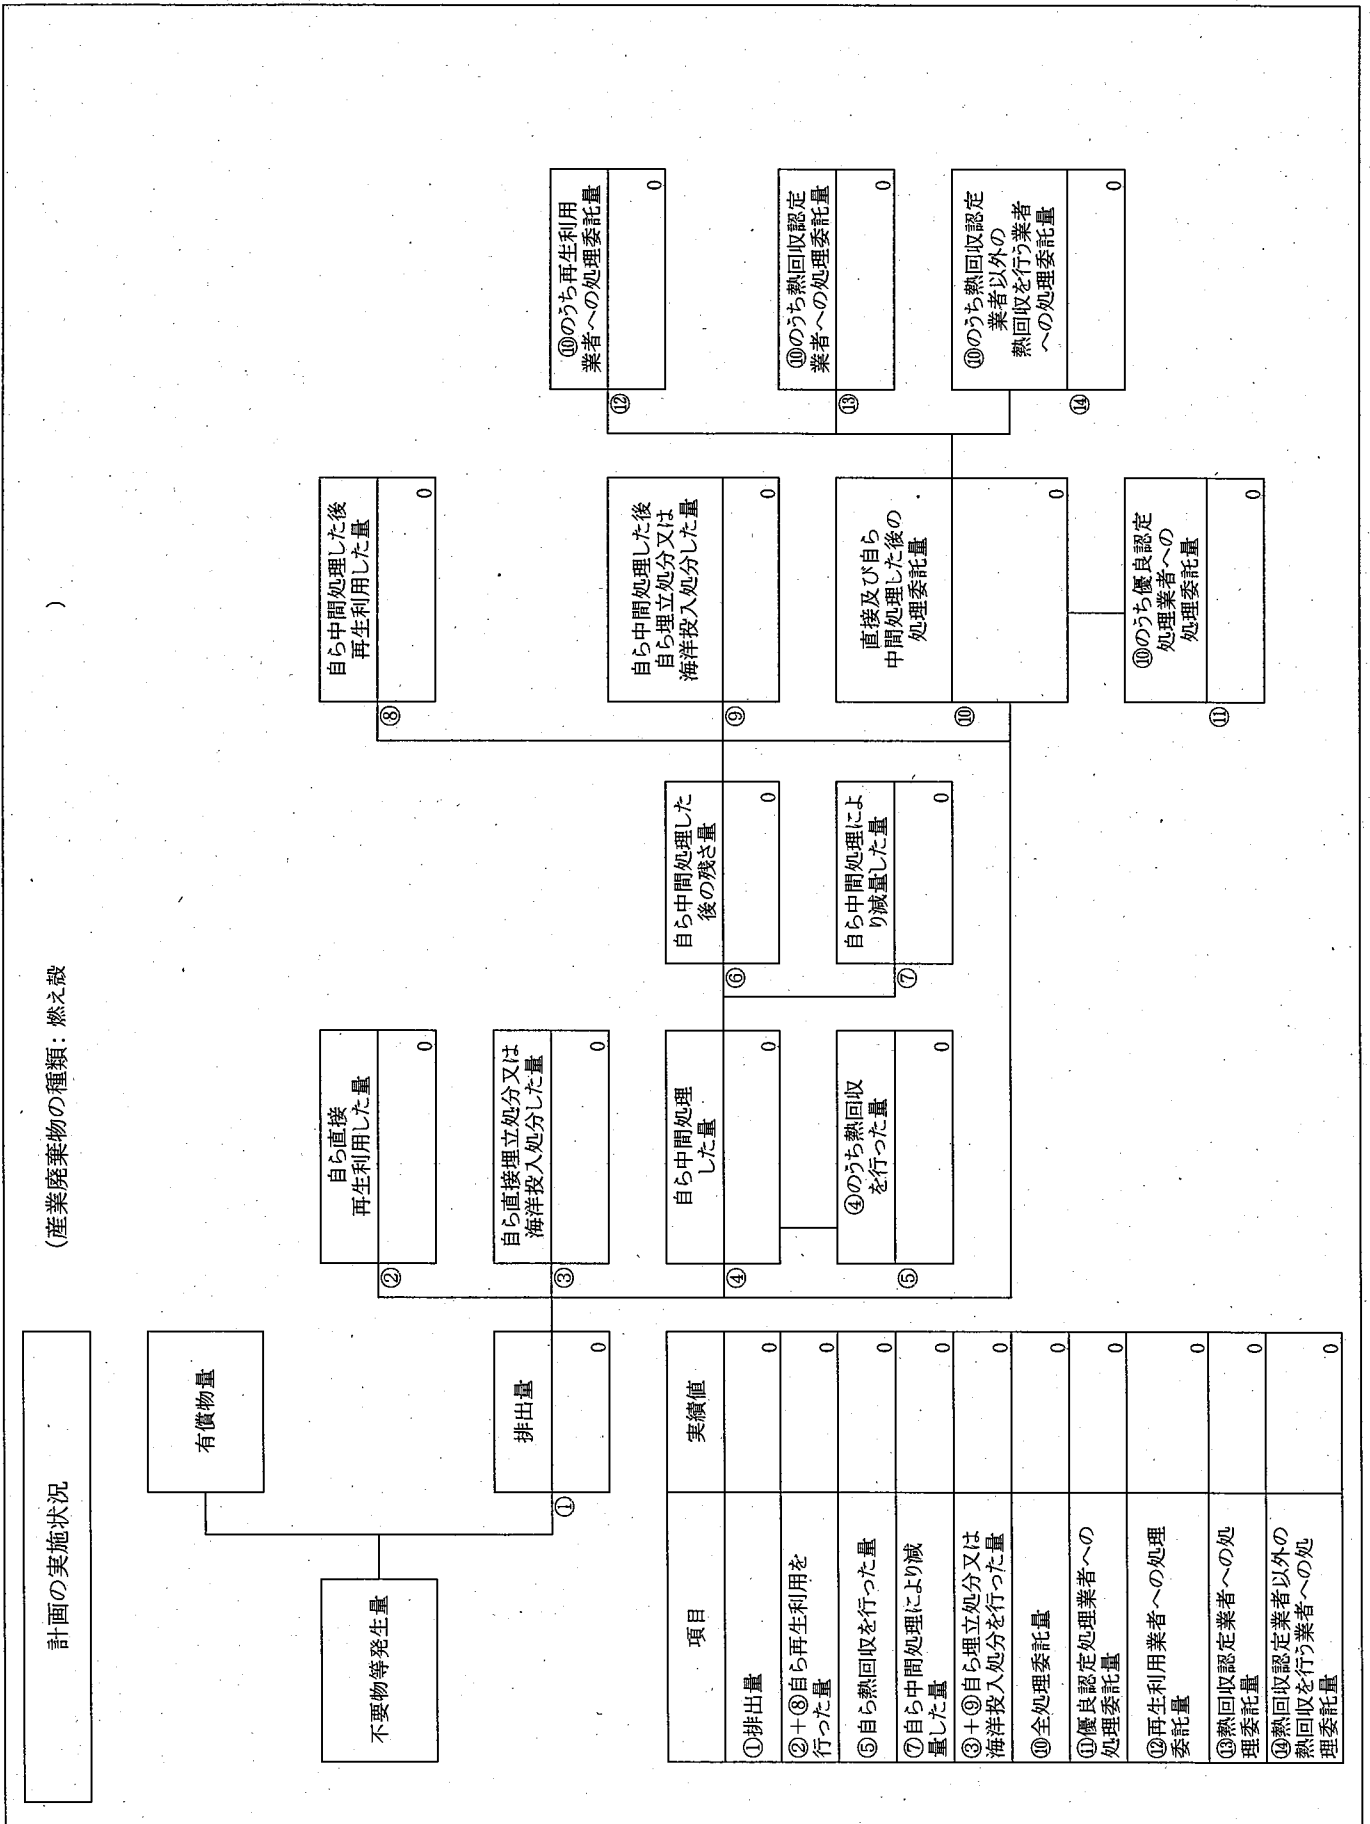 計画の実施状況
(産業廃棄物の種類：燃え殻
)
不要物等発生量
有償物量
①
排出量
0
②
自ら直接
再生利用した量
0
③
自ら直接埋立処分又は
海洋投入処分した量
0
④
自ら中間処理
した量
0
⑤
④のうち熱回収
を行った量
0
⑥
自ら中間処理した
後の残さ量
0
⑦
自ら中間処理によ
り減量した量
0
⑧
自ら中間処理した後
再生利用した量
0
⑨
自ら中間処理した後
自ら埋立処分又は
海洋投入処分した量
0
⑩
直接及び自ら
中間処理した後の
処理委託量
0
⑪
⑩のうち優良認定
処理業者への
処理委託量
0
⑫
⑩のうち再生利用
業者への処理委託量
0
⑬
⑩のうち熱回収認定
業者への処理委託量
0
⑭
⑩のうち熱回収認定
業者以外の
熱回収を行う業者
への処理委託量
0
項目 実績値
①排出量 0
②+⑧自ら再生利用を
行った量 0
⑤自ら熱回収を行った量 0
⑦自ら中間処理により減
量した量 0
③+⑨自ら埋立処分又は
海洋投入処分を行った量 0
⑩全処理委託量 0
⑪優良認定処理業者への
処理委託量 0
⑫再生利用業者への処理
委託量 0
⑬熱回収認定業者への処
理委託量 0
⑭熱回収認定業者以外の
熱回収を行う業者への処
理委託量 0